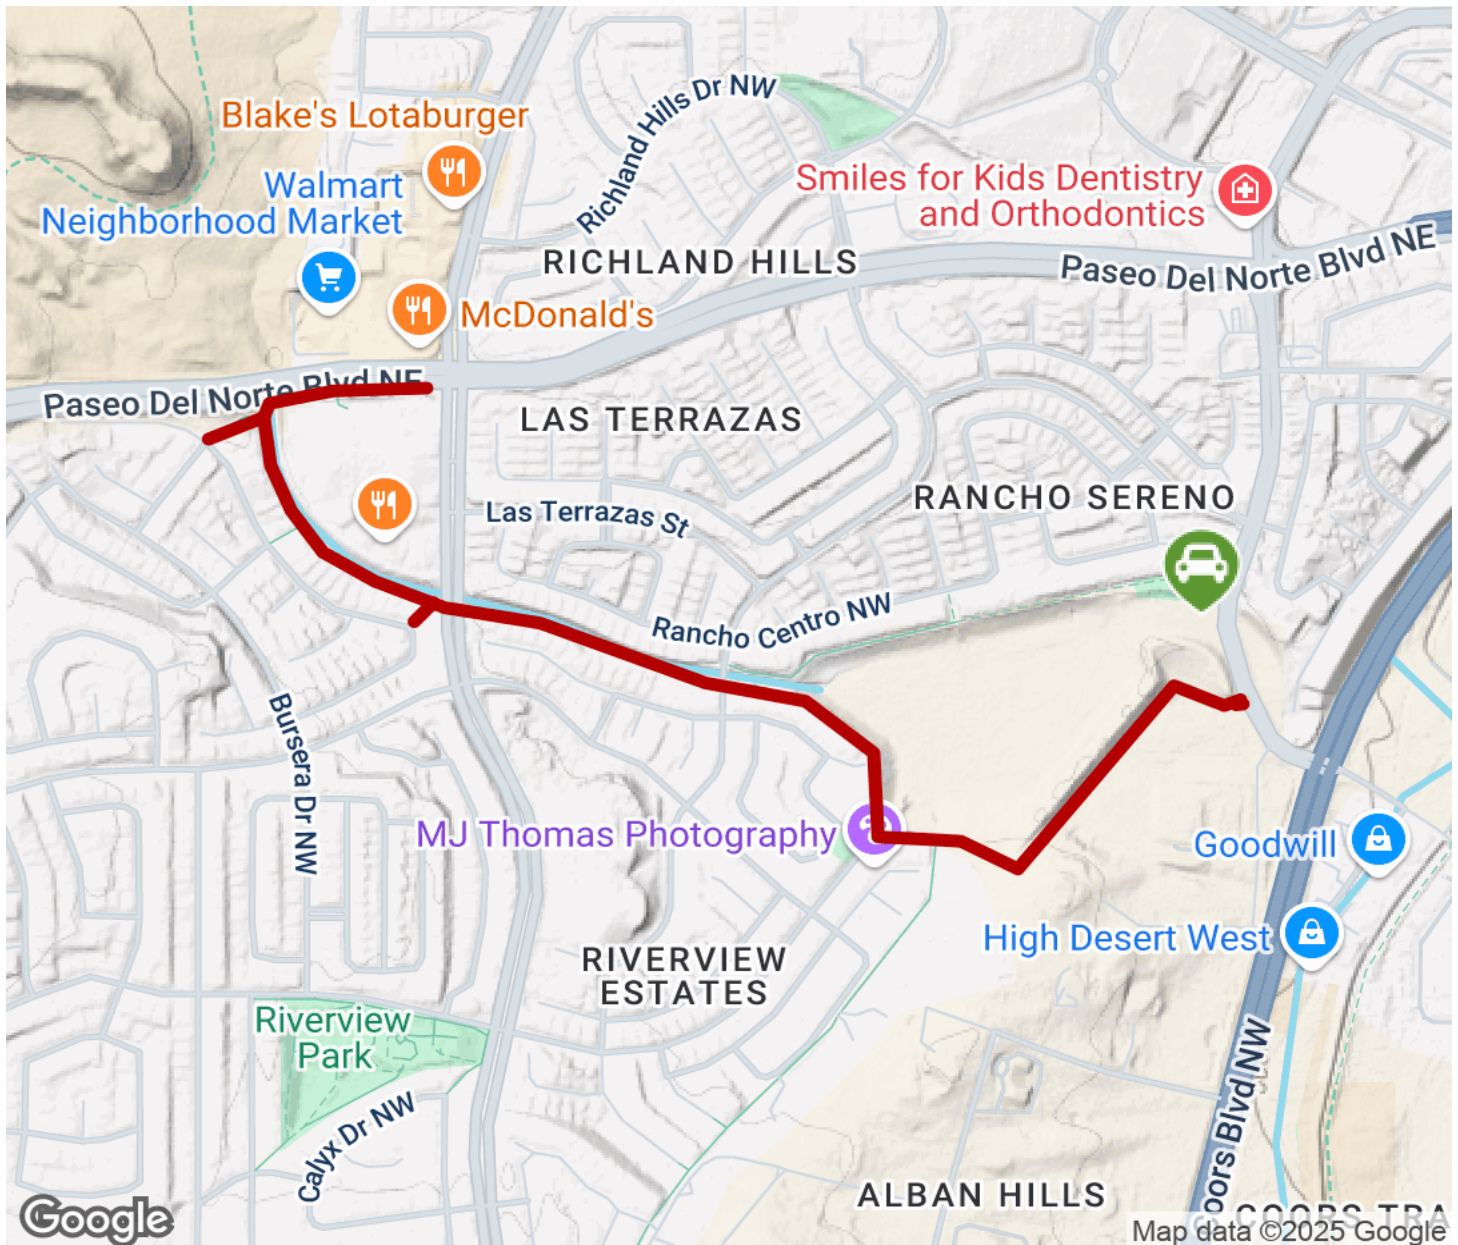 Richland Hills Dr NW
Blake's Lotaburger
Walmart
Neighborhood Market
Smiles for Kids Dentistry
and Orthodontics
Paseo Del Norte Blvd NE
RICHLAND HILLS
McDonald's
Paseo Del Norte Blvd NE
LAS TERRAZAS
Las Terrazas St
RANCHO SERENO
Rancho Centro NW
Bursera Dr NW
MJ Thomas Photography
Goodwill
High Desert West
RIVERVIEW
ESTATES
Riverview
Park
Calyx Dr NW
oors Blvd NW
ALBAN HILLS
COORS TRA
Google
Map data ©2025 Google